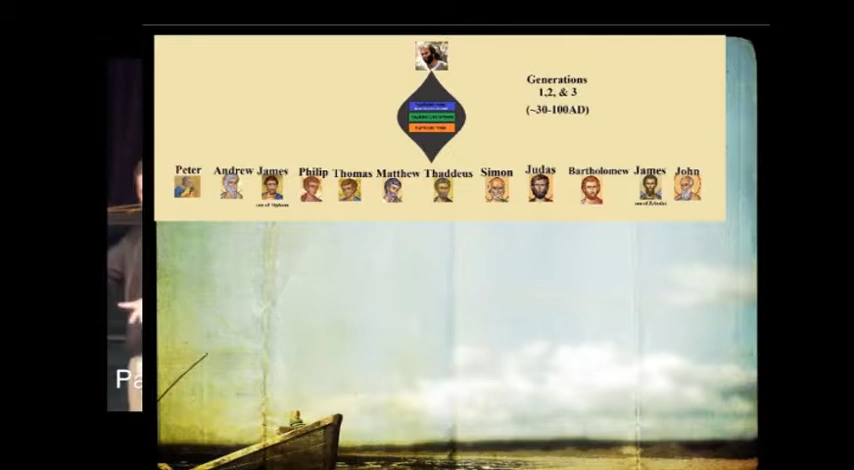 Generations
1,2, & 3
(~30-100AD)
Peter Andrew James Philip Thomas Matthew Thaddeus Simon Judas Bartholomew James John